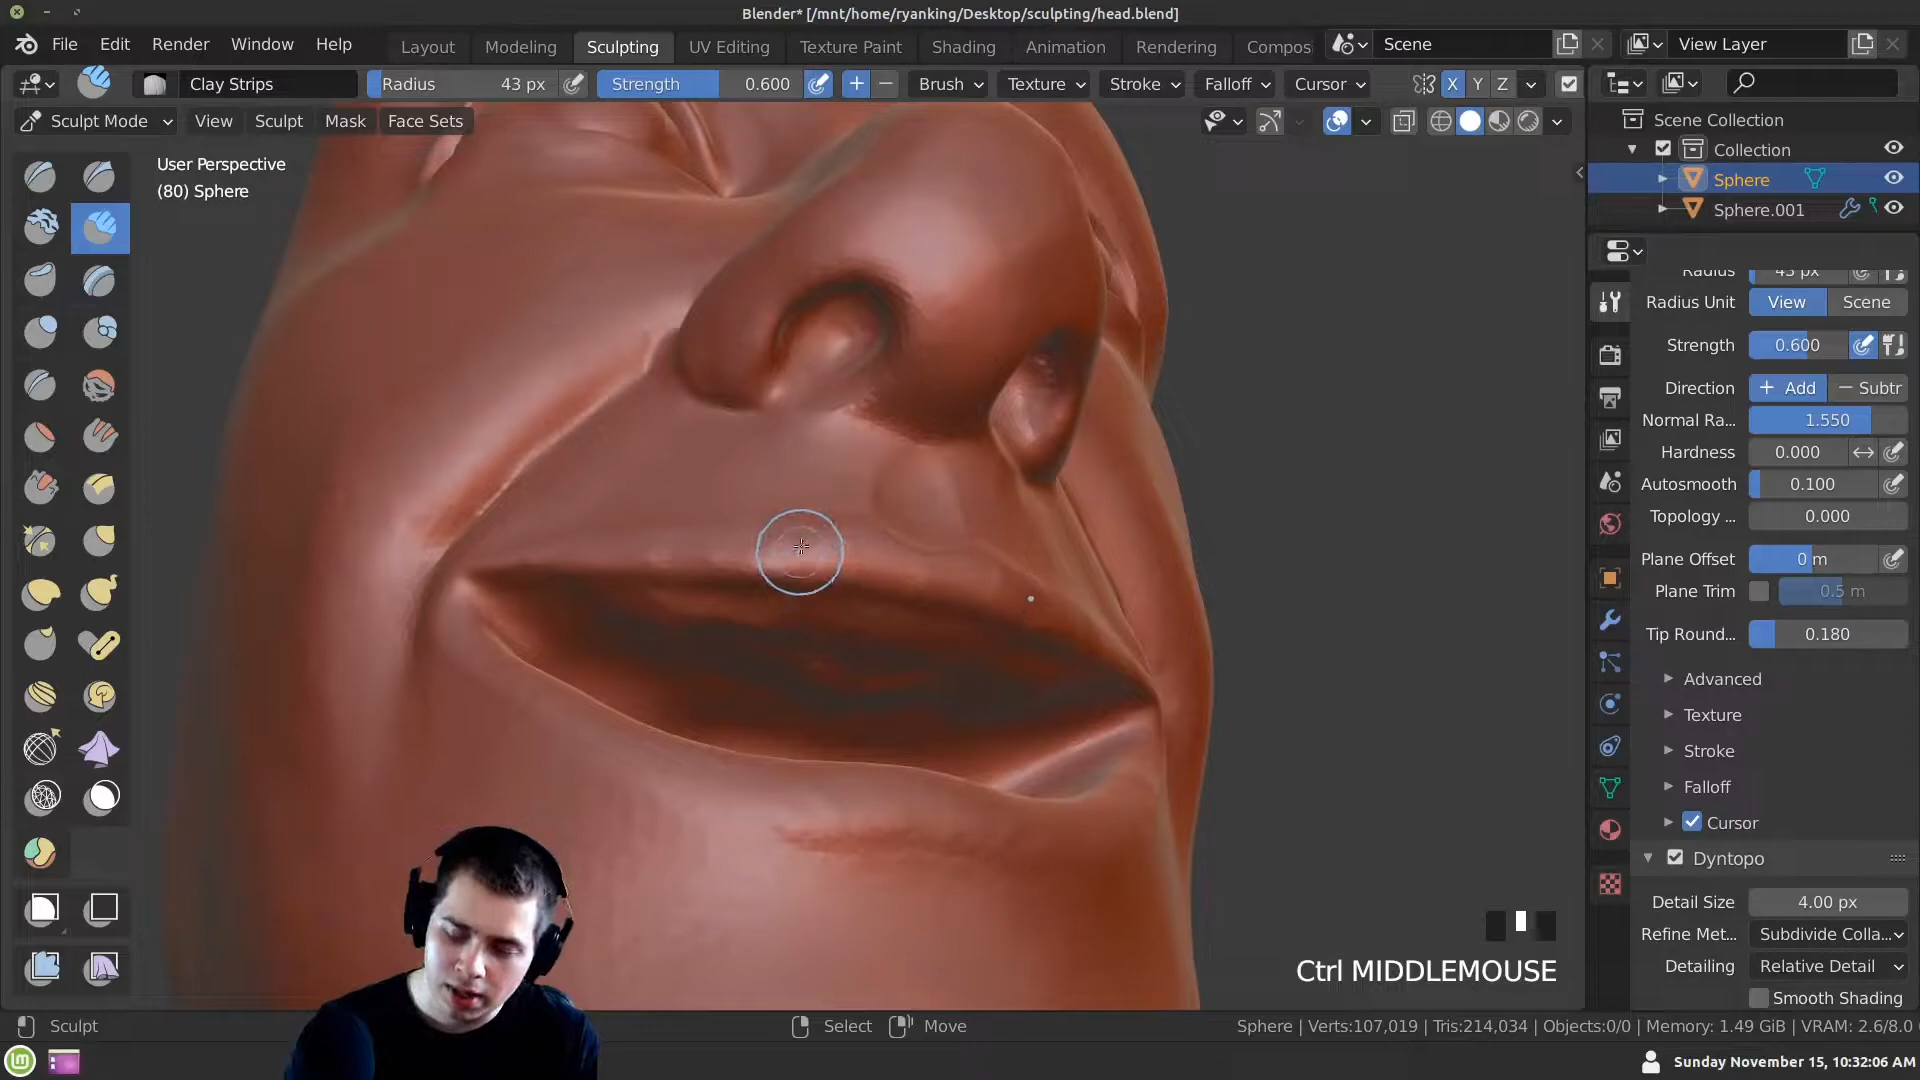 Blender* [/mnt/home/ryanking/Desktop/sculpting/head.blend]
File Edit Render Window Help Layout Modeling Sculpting UV Editing Texture Paint Shading Animation Rendering Compos Scene View Layer
Clay Strips Radius 43 px Strength 0.600 Brush Texture Stroke Falloff Cursor X Y Z
Sculpt Mode View Sculpt Mask Face Sets
User Perspective
(80) Sphere
Scene Collection
Collection
Sphere
Sphere.001
Radius 43 px
Radius Unit View Scene
Strength 0.600
Direction + Add − Subtr
Normal Ra... 1.550
Hardness 0.000
Autosmooth 0.100
Topology ... 0.000
Plane Offset 0 m
Plane Trim 0.5 m
Tip Round... 0.180
Advanced
Texture
Stroke
Falloff
Cursor
Dyntopo
Detail Size 4.00 px
Refine Met... Subdivide Colla...
Detailing Relative Detail
Smooth Shading
Ctrl MIDDLEMOUSE
Sculpt Select Move Sphere | Verts:107,019 | Tris:214,034 | Objects:0/0 | Memory: 1.49 GiB | VRAM: 2.6/8.0
Sunday November 15, 10:32:06 AM